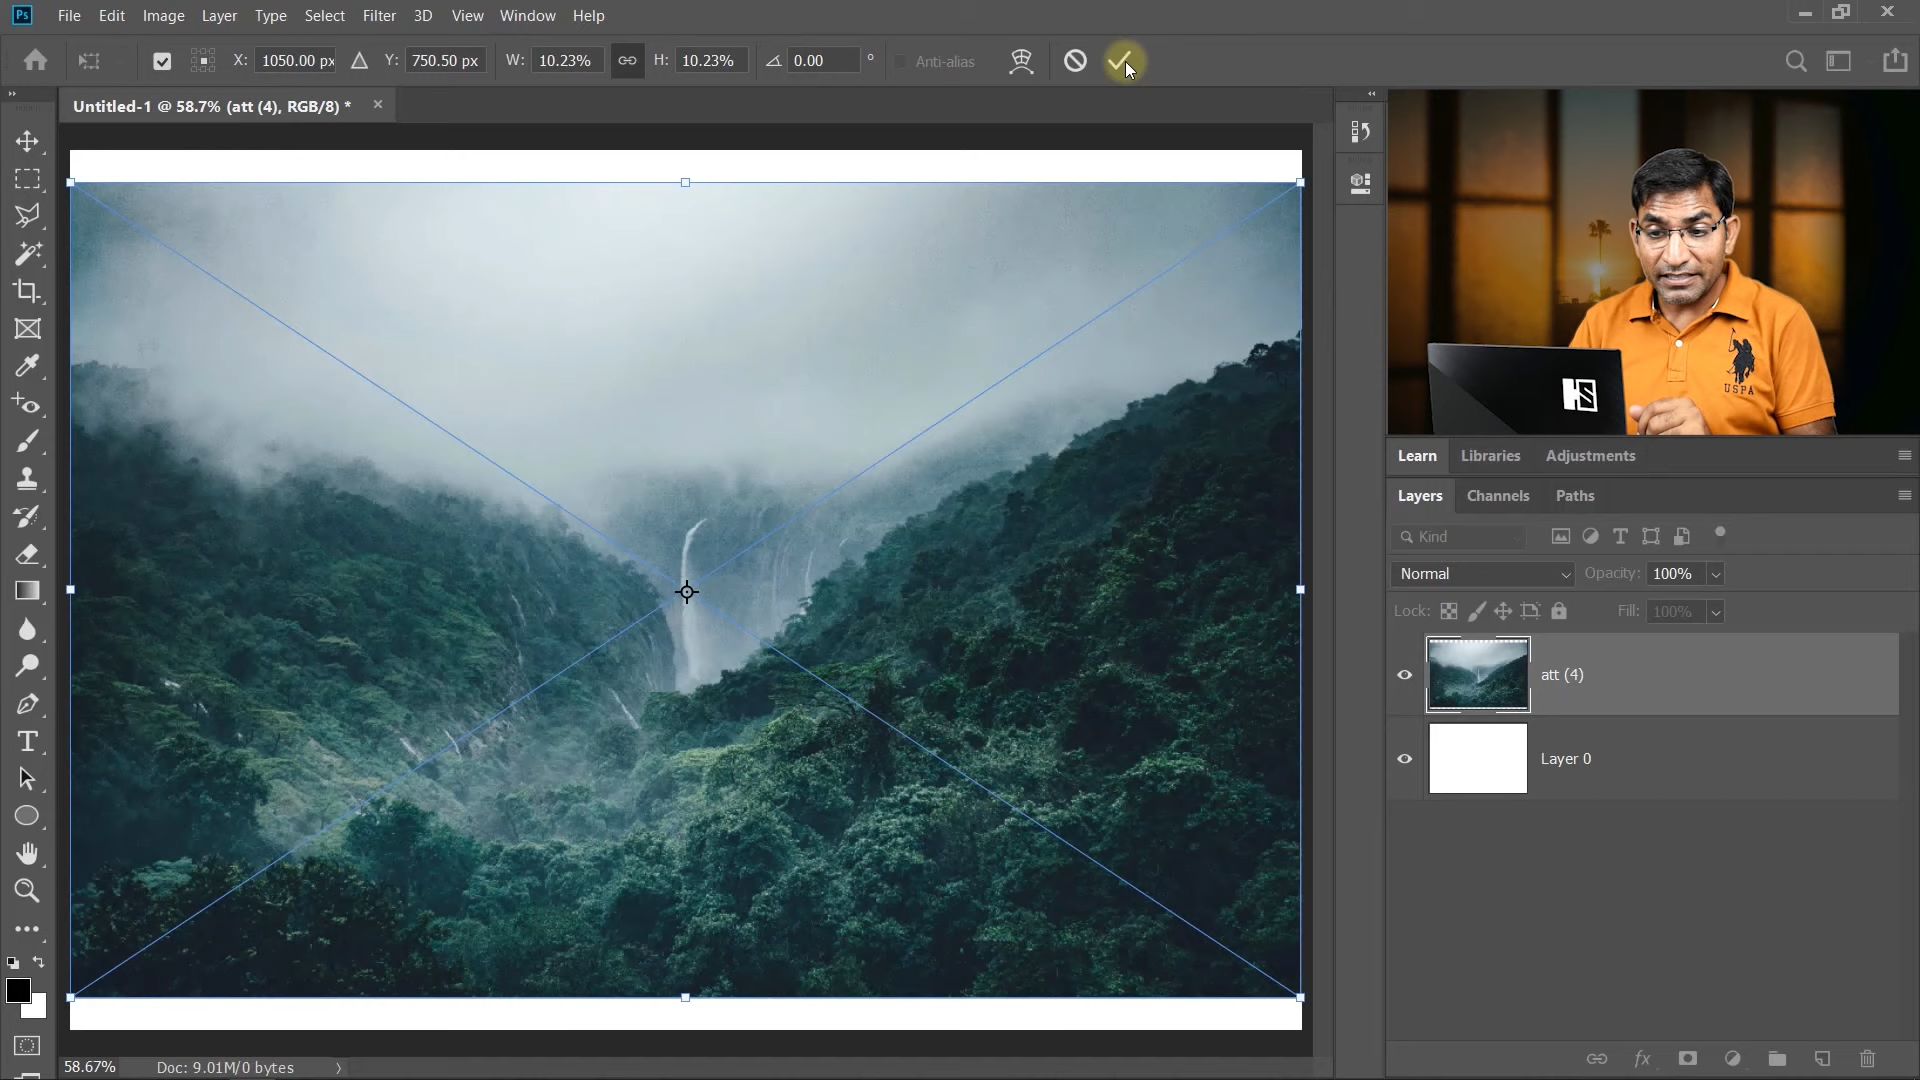 Ps File Edit Image Layer Type Select Filter 3D View Window Help
X: 1050.00 px Y: 750.50 px W: 10.23% H: 10.23% 0.00 ° Anti-alias
Untitled-1 @ 58.7% (att (4), RGB/8) * ×
USPA
Learn Libraries Adjustments
Layers Channels Paths
Kind
Normal Opacity: 100%
Lock: Fill: 100%
att (4)
Layer 0
fx
58.67% Doc: 9.01M/0 bytes